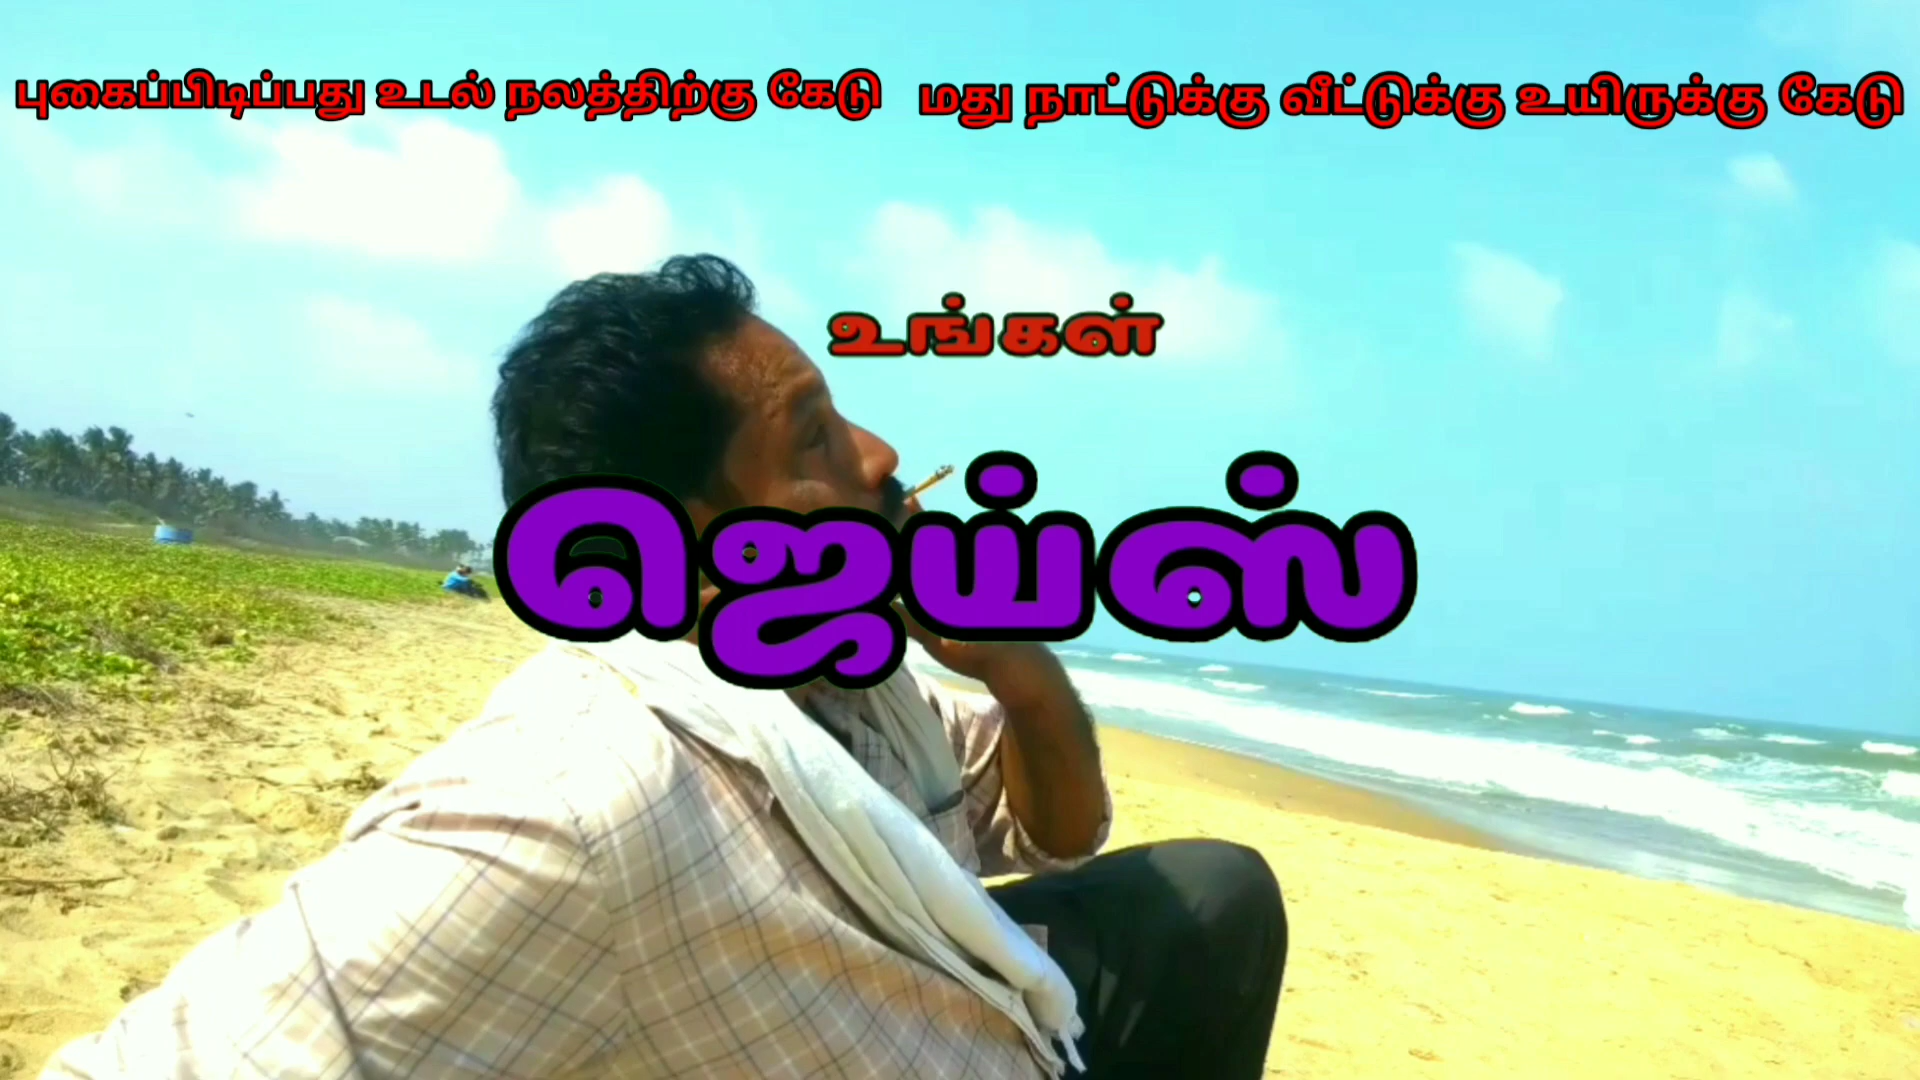 புகைப்பிடிப்பது உடல் நலத்திற்கு கேடு மது நாட்டுக்கு வீட்டுக்கு உயிருக்கு கேடு
உங்கள்
ஜெய்ஸ்